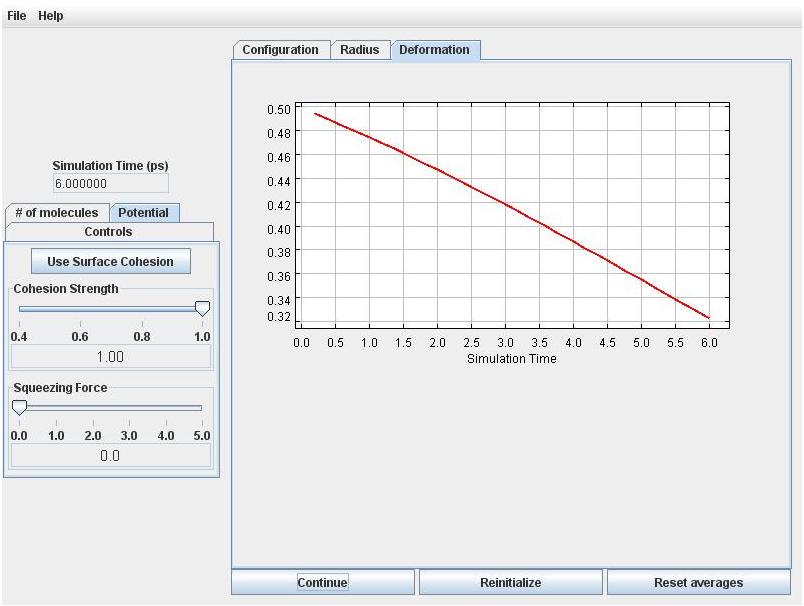 File Help
Configuration Radius Deformation
Simulation Time (ps)
6.000000
# of molecules Potential
Controls
Use Surface Cohesion
Cohesion Strength
0.4 0.6 0.8 1.0
1.00
Squeezing Force
0.0 1.0 2.0 3.0 4.0 5.0
0.0
0.50
0.48
0.46
0.44
0.42
0.40
0.38
0.36
0.34
0.32
0.0 0.5 1.0 1.5 2.0 2.5 3.0 3.5 4.0 4.5 5.0 5.5 6.0
Simulation Time
Continue Reinitialize Reset averages